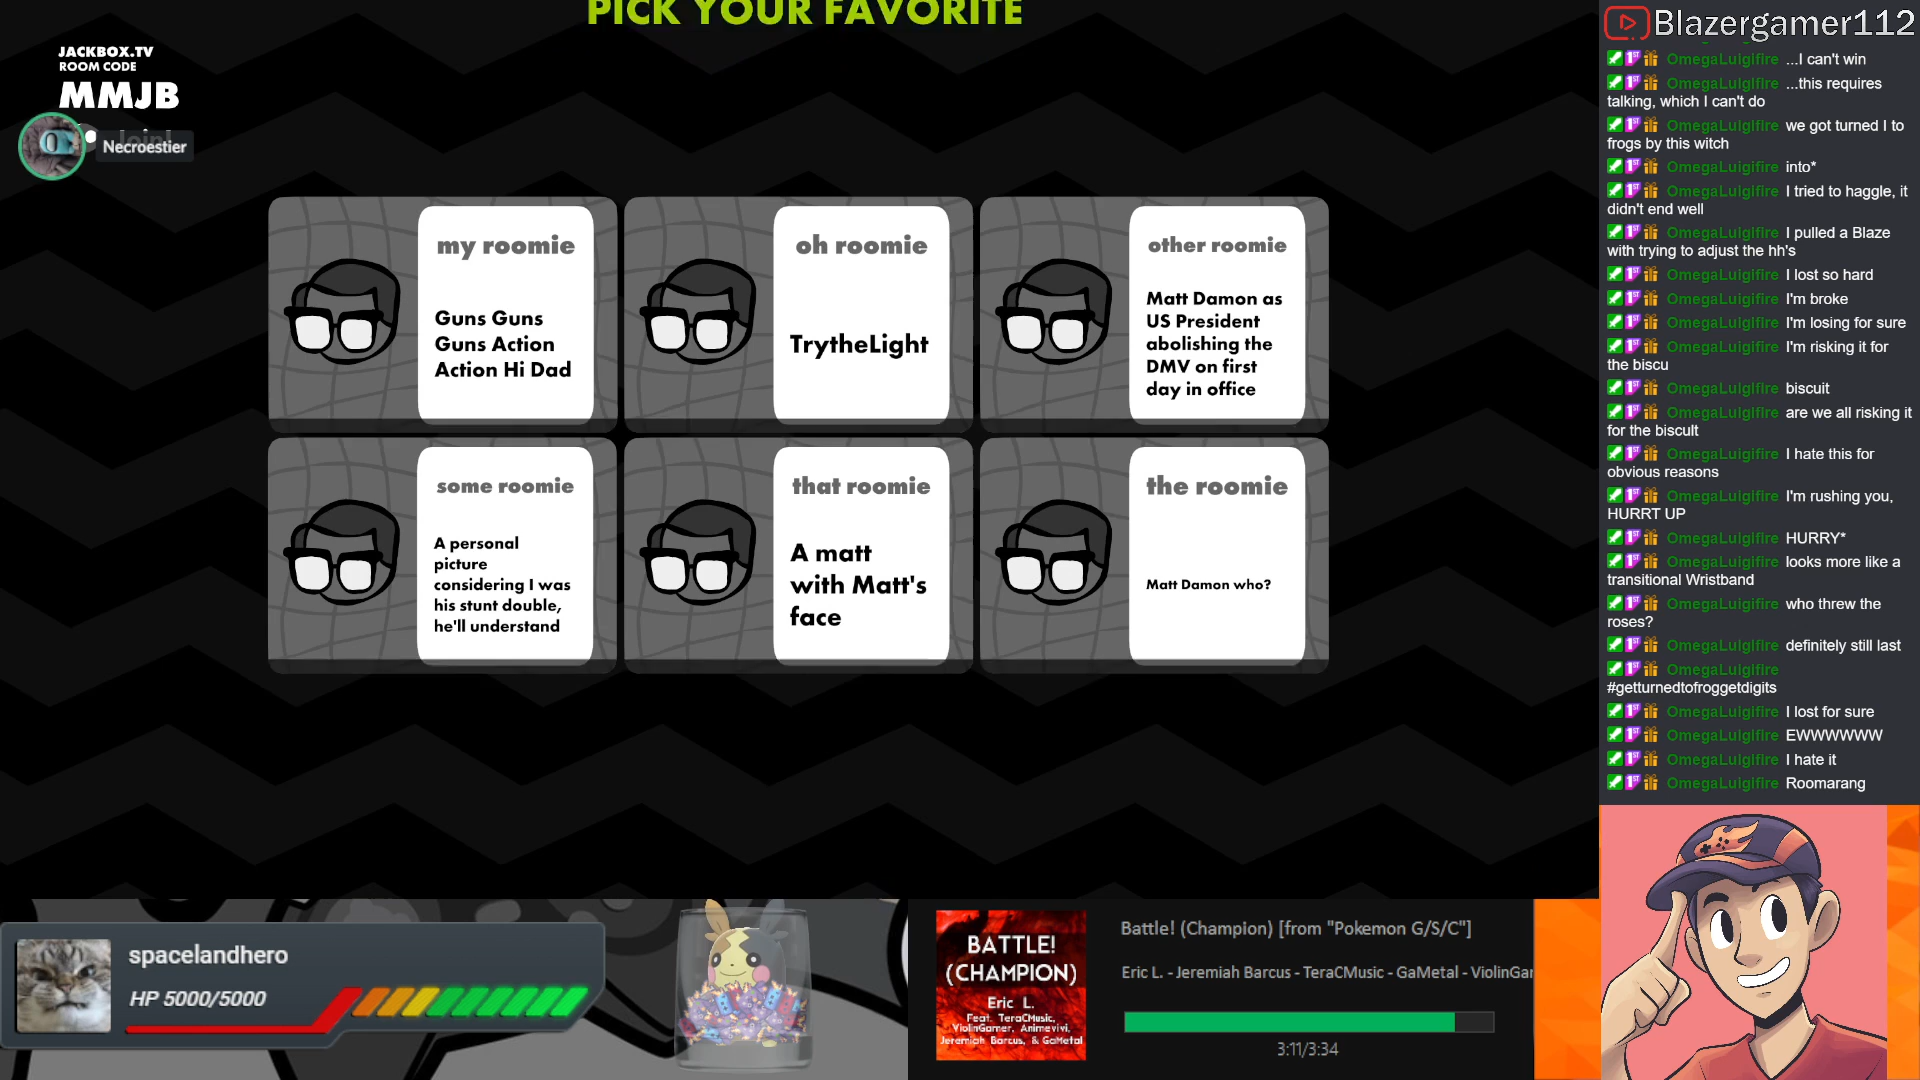 PICK YOUR FAVORITE
JACKBOX.TV
ROOM CODE
MMJB
Necroestier
my roomie
Guns Guns
Guns Action
Action Hi Dad
oh roomie
TrytheLight
other roomie
Matt Damon as
US President
abolishing the
DMV on first
day in office
some roomie
A personal
picture
considering I was
his stunt double,
he'll understand
that roomie
A matt
with Matt's
face
the roomie
Matt Damon who?
Blazergamer112
OmegaLuigifire ...I can't win
OmegaLuigifire ...this requires
talking, which I can't do
OmegaLuigifire we got turned I to
frogs by this witch
OmegaLuigifire into*
OmegaLuigifire I tried to haggle, it
didn't end well
OmegaLuigifire I pulled a Blaze
with trying to adjust the hh's
OmegaLuigifire I lost so hard
OmegaLuigifire I'm broke
OmegaLuigifire I'm losing for sure
OmegaLuigifire I'm risking it for
the biscu
OmegaLuigifire biscuit
OmegaLuigifire are we all risking it
for the biscult
OmegaLuigifire I hate this for
obvious reasons
OmegaLuigifire I'm rushing you,
HURRT UP
OmegaLuigifire HURRY*
OmegaLuigifire looks more like a
transitional Wristband
OmegaLuigifire who threw the
roses?
OmegaLuigifire definitely still last
OmegaLuigifire
#getturnedtofroggetdigits
OmegaLuigifire I lost for sure
OmegaLuigifire EWWWWWW
OmegaLuigifire I hate it
OmegaLuigifire Roomarang
spacelandhero
HP 5000/5000
BATTLE!
(CHAMPION)
Eric L.
Feat. TeraCMusic,
ViolinGamer, Animevivi,
Jeremiah Barcus, & GaMetal
Battle! (Champion) [from "Pokemon G/S/C"]
Eric L. - Jeremiah Barcus - TeraCMusic - GaMetal - ViolinGar
3:11/3:34